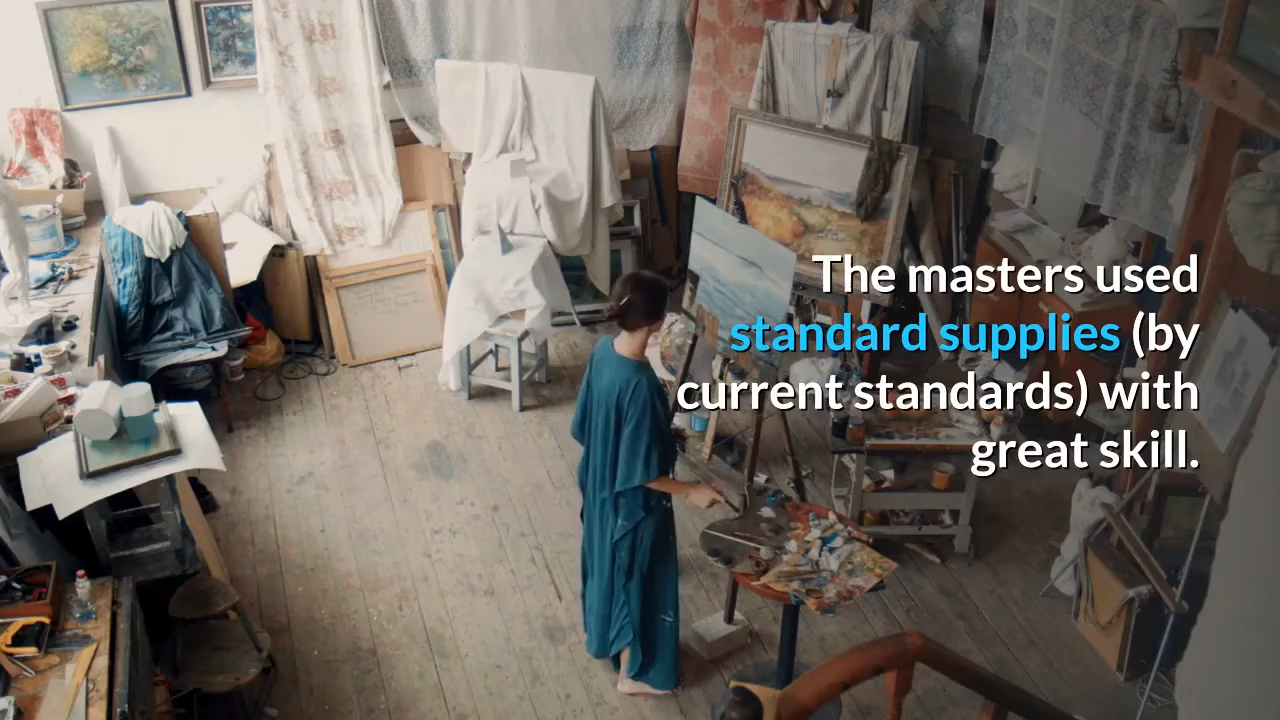 The masters used
standard supplies (by
current standards) with
great skill.